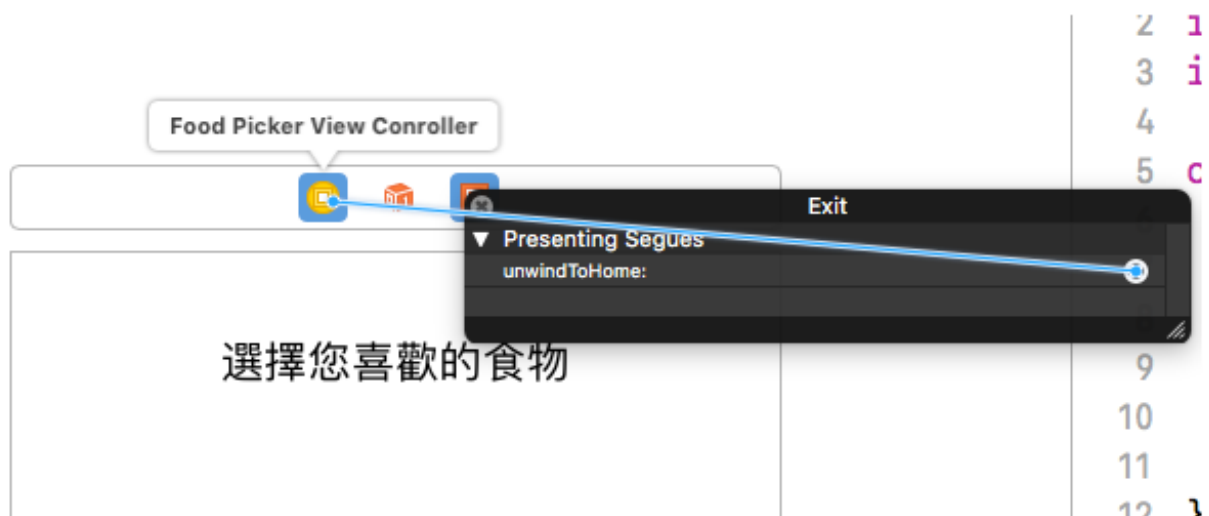 2 i
3 i
Food Picker View Conroller
4
5 c
Exit
Presenting Segues
unwindToHome:
選擇您喜歡的食物
9
10
11
12 }